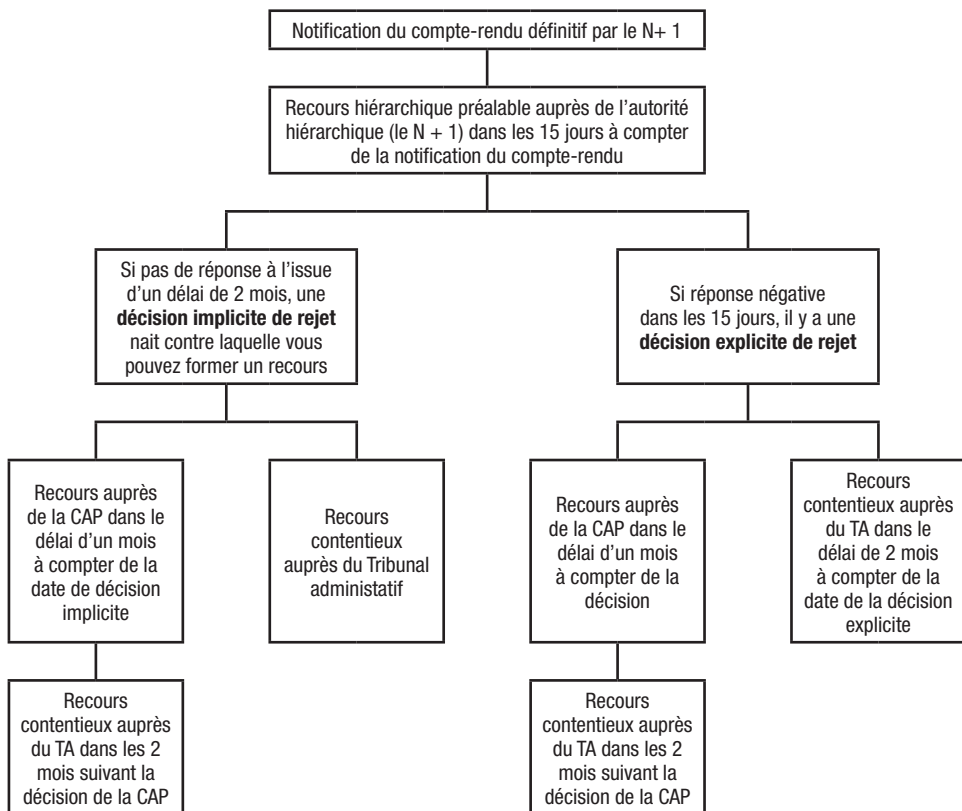 Notification du compte-rendu définitif par le N+ 1
Recours hiérarchique préalable auprès de l'autorité
hiérarchique (le N + 1) dans les 15 jours à compter
de la notification du compte-rendu
Si pas de réponse à l'issue
d'un délai de 2 mois, une
décision implicite de rejet
nait contre laquelle vous
pouvez former un recours
Si réponse négative
dans les 15 jours, il y a une
décision explicite de rejet
Recours auprès
de la CAP dans le
délai d'un mois
à compter de la
date de décision
implicite
Recours
contentieux
auprès du Tribunal
administatif
Recours auprès
de la CAP dans le
délai d'un mois
à compter de la
décision
Recours
contentieux auprès
du TA dans le
délai de 2 mois
à compter de la
date de la décision
explicite
Recours
contentieux auprès
du TA dans les 2
mois suivant la
décision de la CAP
Recours
contentieux auprès
du TA dans les 2
mois suivant la
décision de la CAP